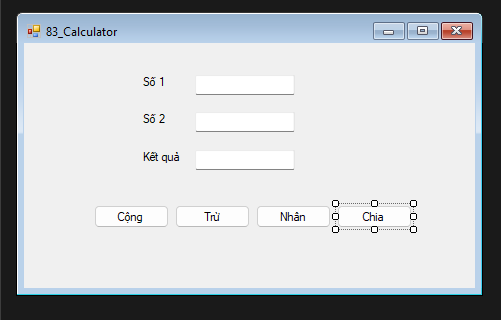 83_Calculator
Số 1
Số 2
Kết quả
Cộng Trừ Nhân Chia